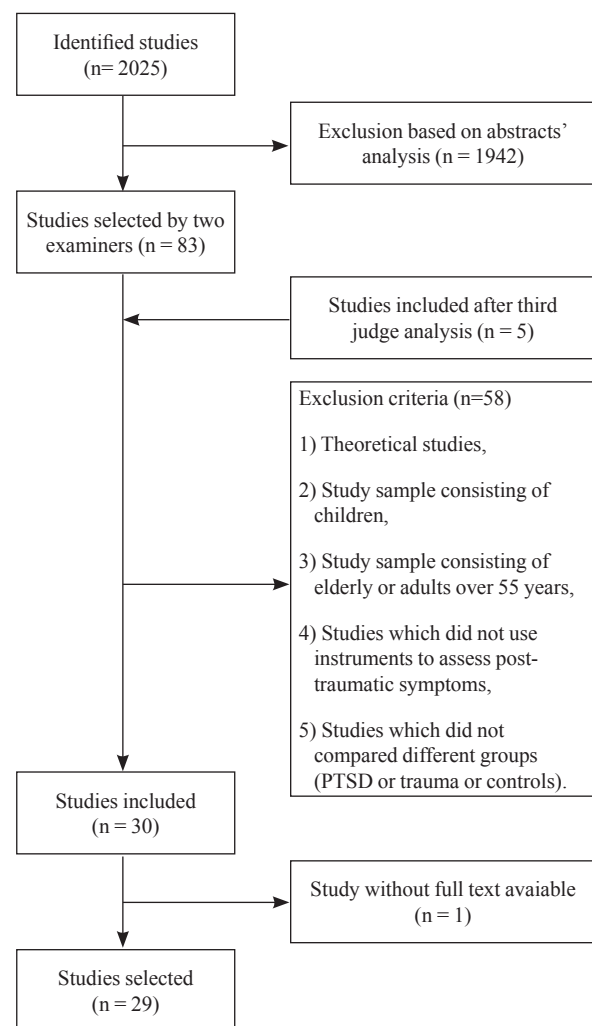 Identified studies
(n= 2025)
Exclusion based on abstracts’
analysis (n = 1942)
Studies selected by two
examiners (n = 83)
Studies included after third
judge analysis (n = 5)
Exclusion criteria (n=58)
1) Theoretical studies,
2) Study sample consisting of
children,
3) Study sample consisting of
elderly or adults over 55 years,
4) Studies which did not use
instruments to assess post-
traumatic symptoms,
5) Studies which did not
compared different groups
(PTSD or trauma or controls).
Studies included
(n = 30)
Study without full text avaiable
(n = 1)
Studies selected
(n = 29)